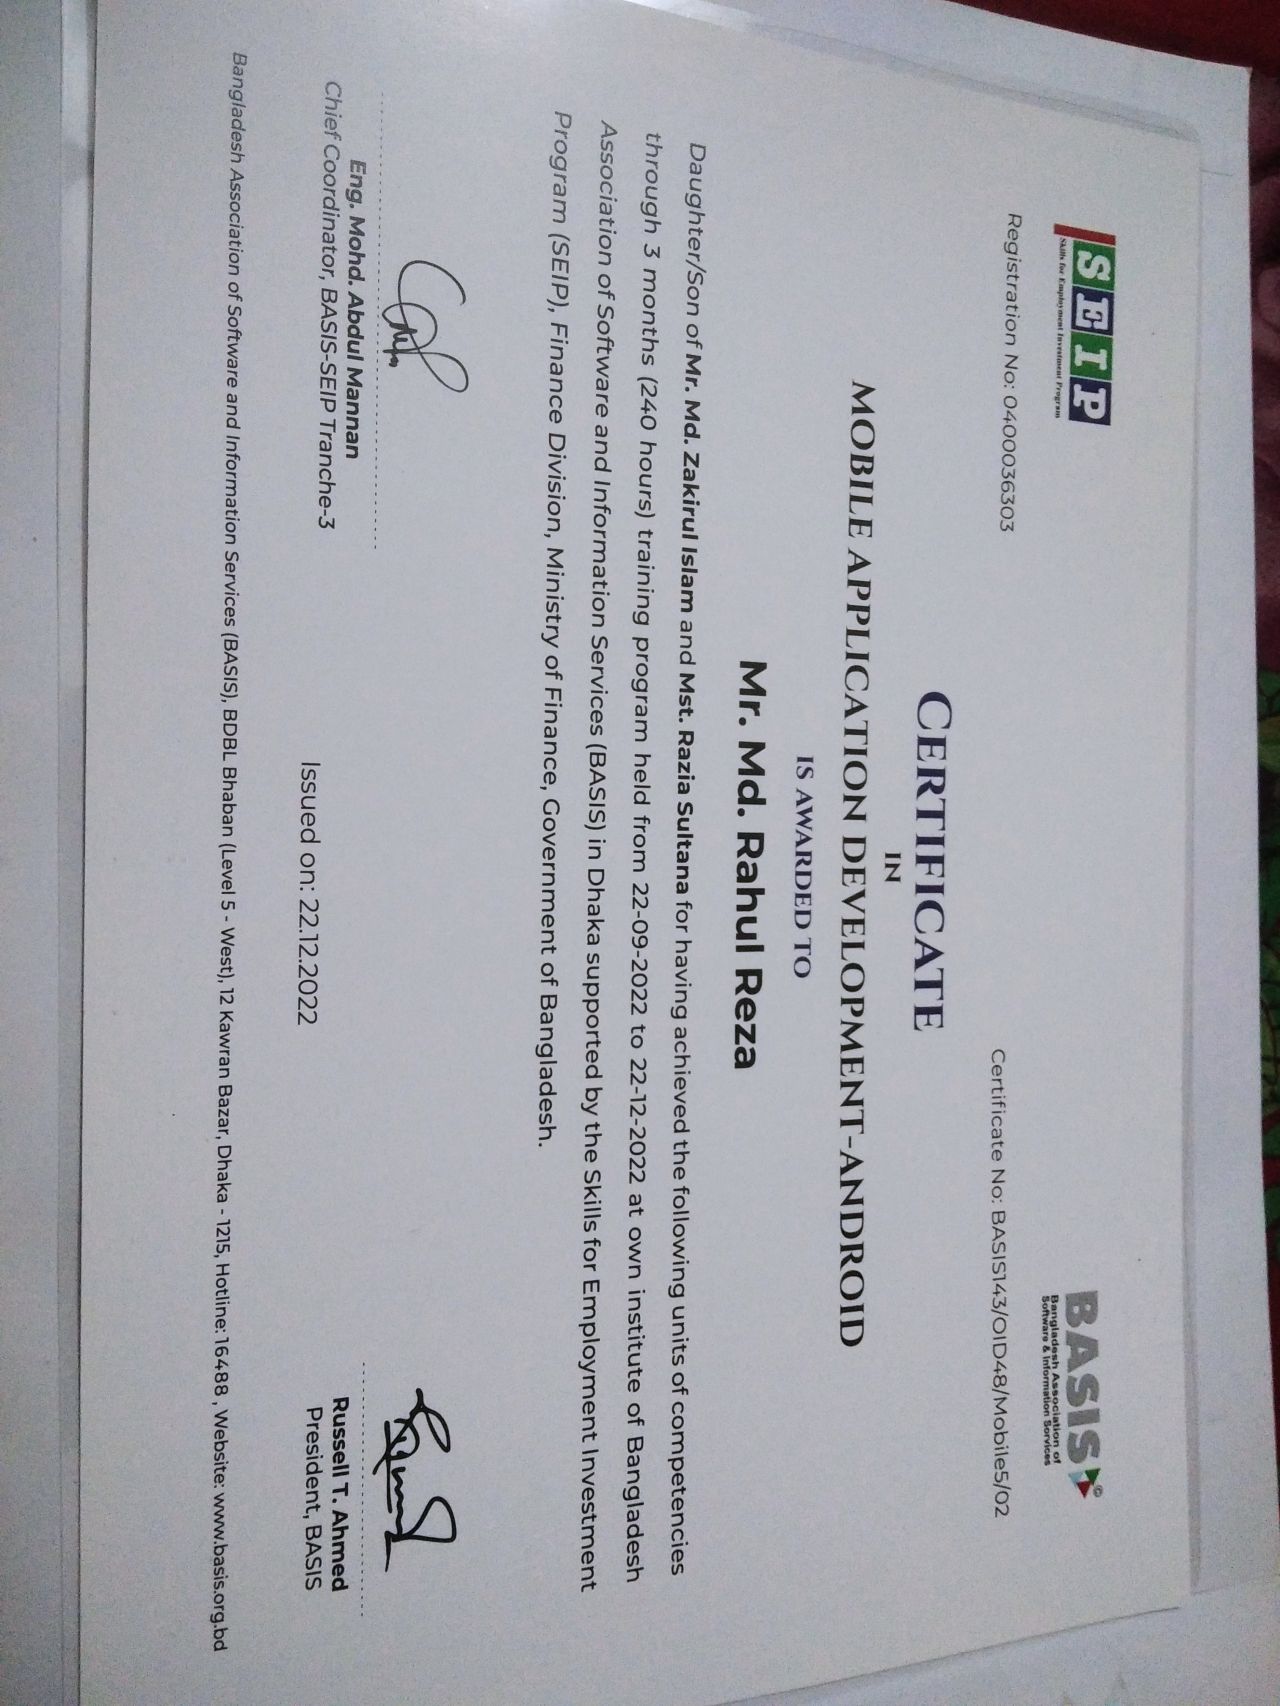 SEIP
Skills for Employment Investment Program
BASIS
Bangladesh Association of
Software & Information Services
Registration No: 0400036303
Certificate No: BASIS143/OID48/Mobile5/02
CERTIFICATE
IN
MOBILE APPLICATION DEVELOPMENT-ANDROID
IS AWARDED TO
Mr. Md. Rahul Reza
Daughter/Son of Mr. Md. Zakirul Islam and Mst. Razia Sultana for having achieved the following units of competencies
through 3 months (240 hours) training program held from 22-09-2022 to 22-12-2022 at own institute of Bangladesh
Association of Software and Information Services (BASIS) in Dhaka supported by the Skills for Employment Investment
Program (SEIP), Finance Division, Ministry of Finance, Government of Bangladesh.
Eng. Mohd. Abdul Mannan
Chief Coordinator, BASIS-SEIP Tranche-3
Russell T. Ahmed
President, BASIS
Issued on: 22.12.2022
Bangladesh Association of Software and Information Services (BASIS), BDBL Bhaban (Level 5 - West), 12 Kawran Bazar, Dhaka - 1215, Hotline: 16488 , Website: www.basis.org.bd